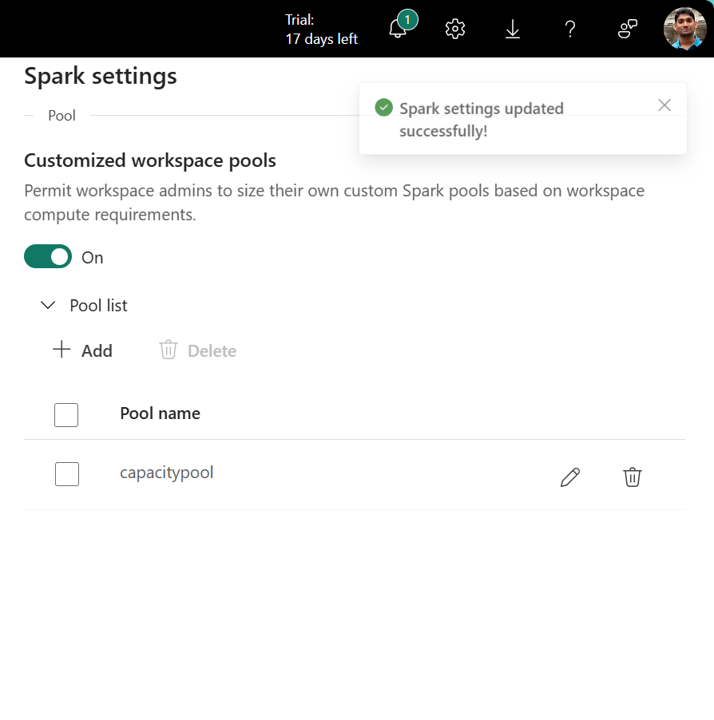 Trial:
17 days left
1
Spark settings
Pool
Spark settings updated
successfully!
Customized workspace pools
Permit workspace admins to size their own custom Spark pools based on workspace
compute requirements.
On
Pool list
Add
Delete
Pool name
capacitypool